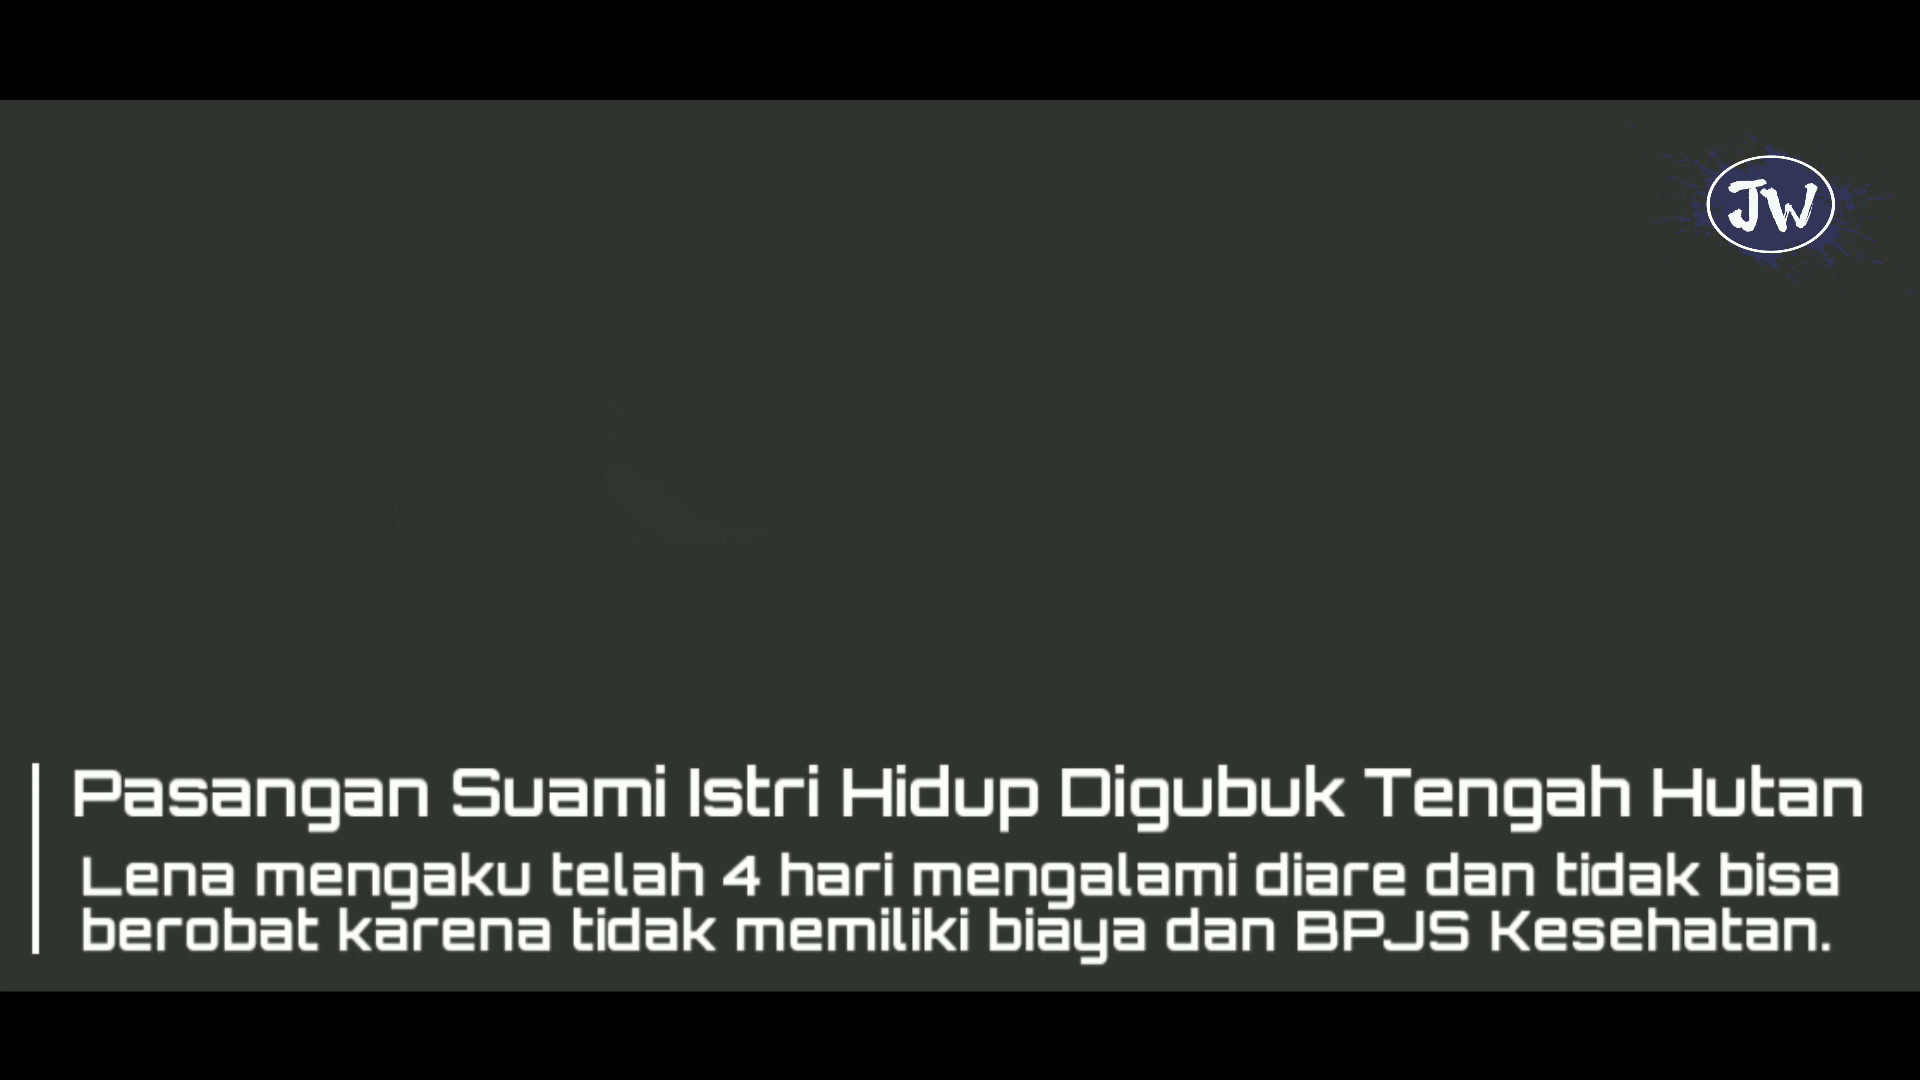 JW
Pasangan Suami Istri Hidup Digubuk Tengah Hutan
Lena mengaku telah 4 hari mengalami diare dan tidak bisa
berobat karena tidak memiliki biaya dan BPJS Kesehatan.